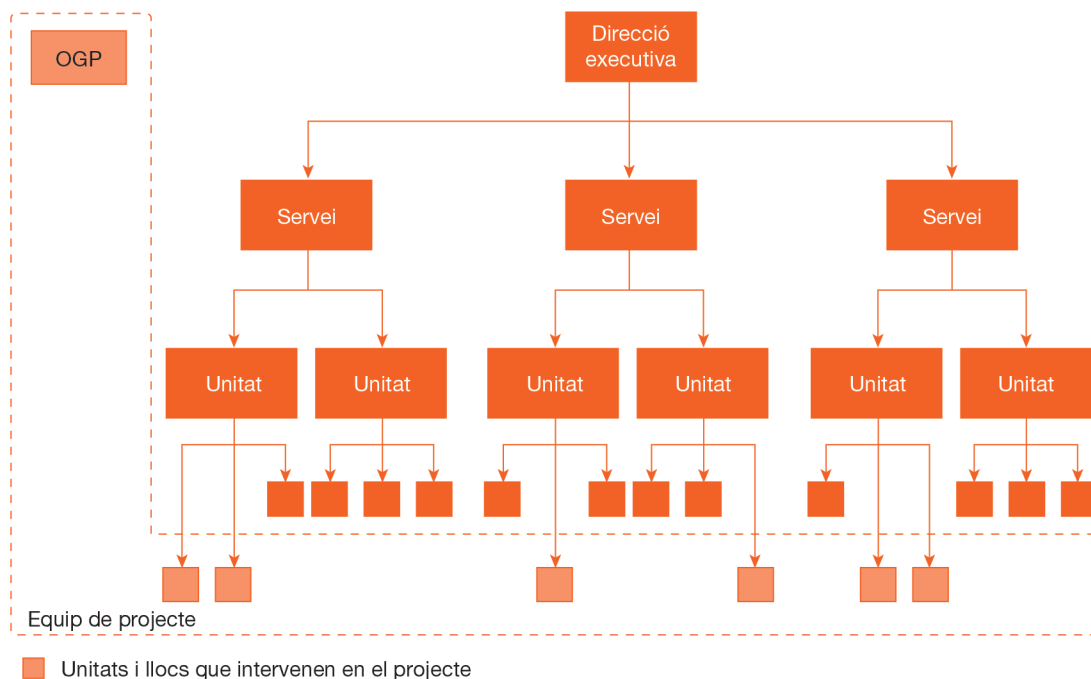 OGP
Direcció
executiva
Servei
Servei
Servei
Unitat
Unitat
Unitat
Unitat
Unitat
Unitat
Equip de projecte
Unitats i llocs que intervenen en el projecte